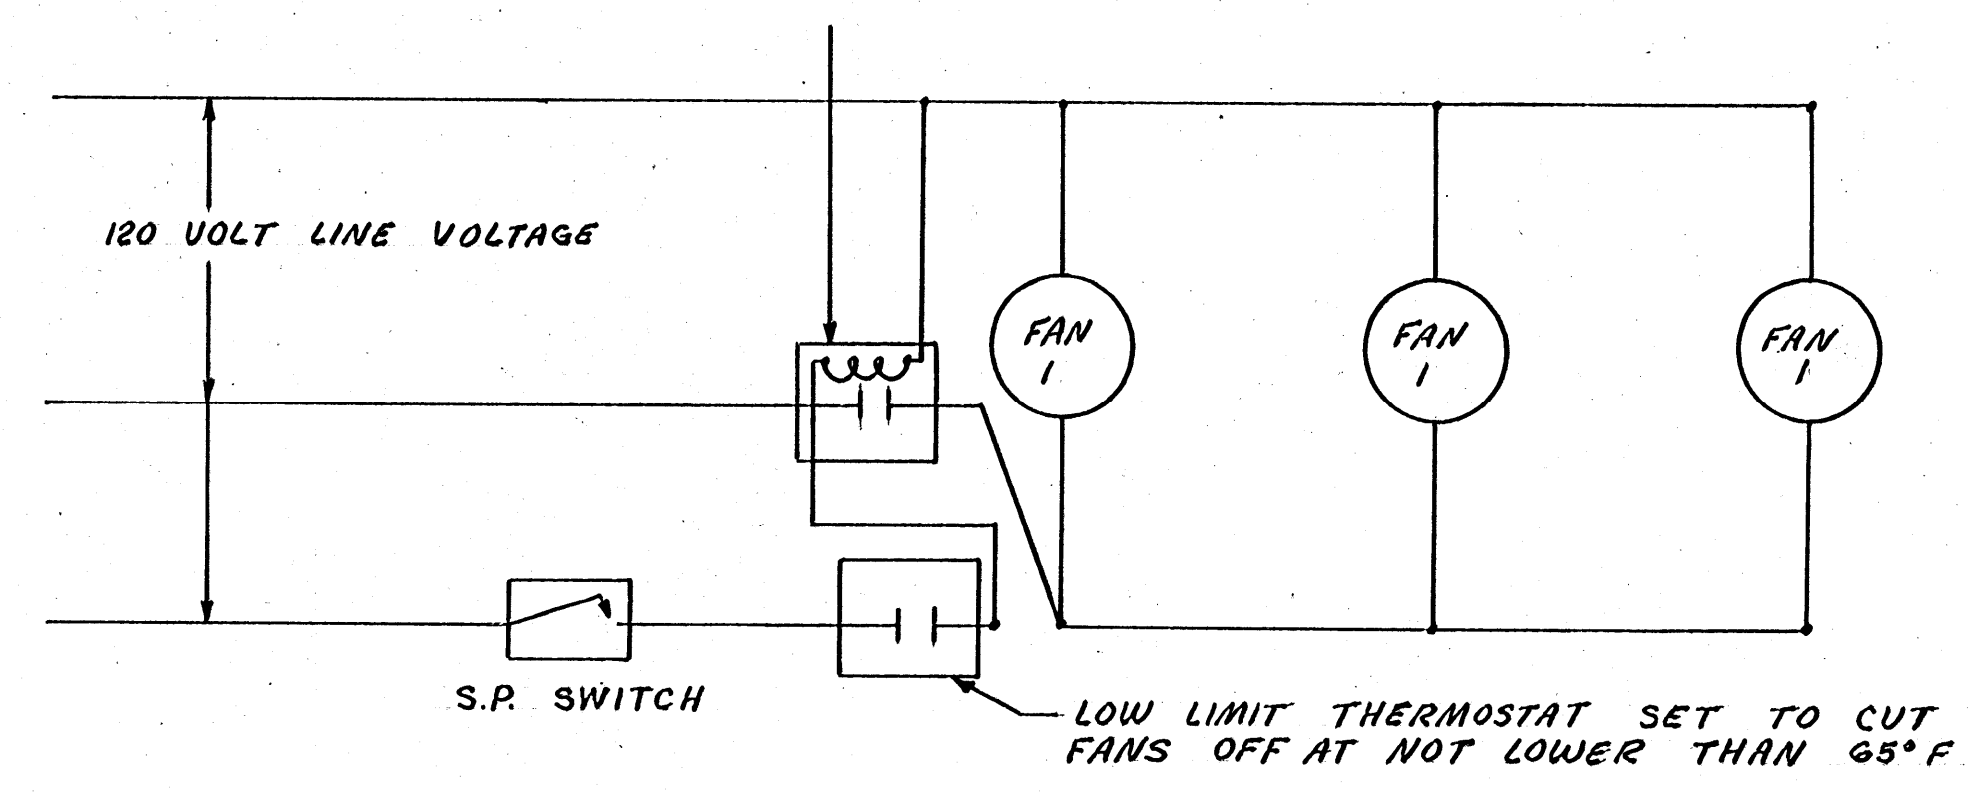 120 VOLT LINE VOLTAGE
FAN
1
FAN
1
FAN
1
S.P. SWITCH
LOW LIMIT THERMOSTAT SET TO CUT
FANS OFF AT NOT LOWER THAN 65° F